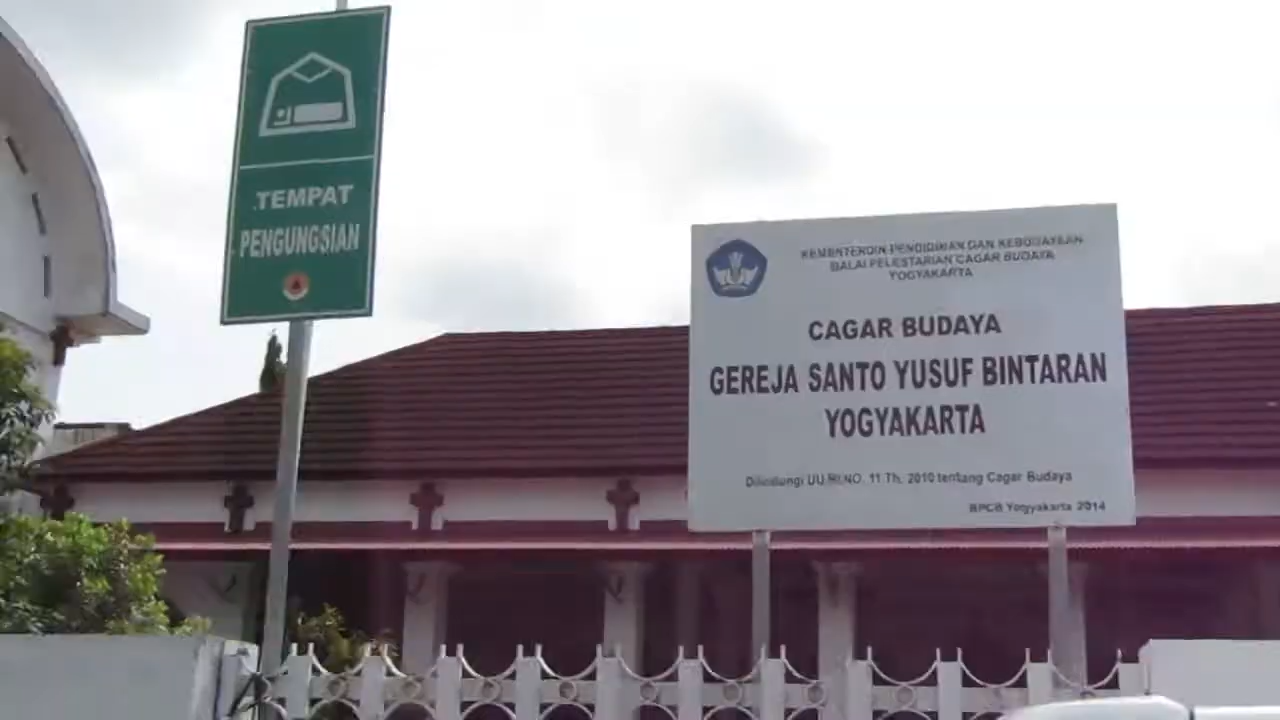 TEMPAT
PENGUNGSIAN
KEMENTERIAN PENDIDIKAN DAN KEBUDAYAAN
BALAI PELESTARIAN CAGAR BUDAYA
YOGYAKARTA
CAGAR BUDAYA
GEREJA SANTO YUSUF BINTARAN
YOGYAKARTA
Dilindungi UU RI.NO. 11 Th. 2010 tentang Cagar Budaya
BPCB Yogyakarta 2014